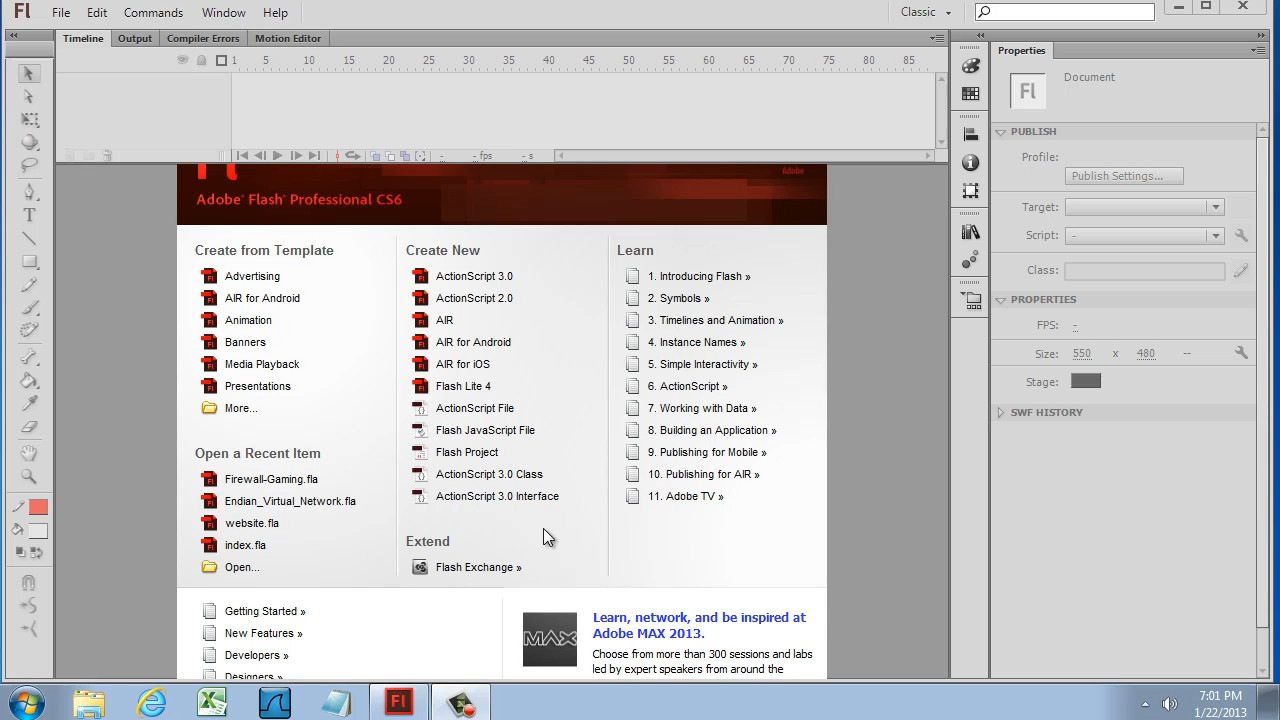 Fl File Edit Commands Window Help Classic
Timeline Output Compiler Errors Motion Editor
1 5 10 15 20 25 30 35 40 45 50 55 60 65 70 75 80 85
- - fps - s
Properties
Fl Document
PUBLISH
Profile:
Publish Settings...
Target:
Script: -
Class:
PROPERTIES
FPS: -
Size: 550 x 480 --
Stage:
SWF HISTORY
Fl Adobe
Adobe® Flash® Professional CS6
Create from Template
Advertising
AIR for Android
Animation
Banners
Media Playback
Presentations
More...
Open a Recent Item
Firewall-Gaming.fla
Endian_Virtual_Network.fla
website.fla
index.fla
Open...
Create New
ActionScript 3.0
ActionScript 2.0
AIR
AIR for Android
AIR for iOS
Flash Lite 4
ActionScript File
Flash JavaScript File
Flash Project
ActionScript 3.0 Class
ActionScript 3.0 Interface
Extend
Flash Exchange »
Learn
1. Introducing Flash »
2. Symbols »
3. Timelines and Animation »
4. Instance Names »
5. Simple Interactivity »
6. ActionScript »
7. Working with Data »
8. Building an Application »
9. Publishing for Mobile »
10. Publishing for AIR »
11. Adobe TV »
Getting Started »
New Features »
Developers »
Designers »
MAX
Learn, network, and be inspired at
Adobe MAX 2013.
Choose from more than 300 sessions and labs
led by expert speakers from around the
Fl
7:01 PM
1/22/2013